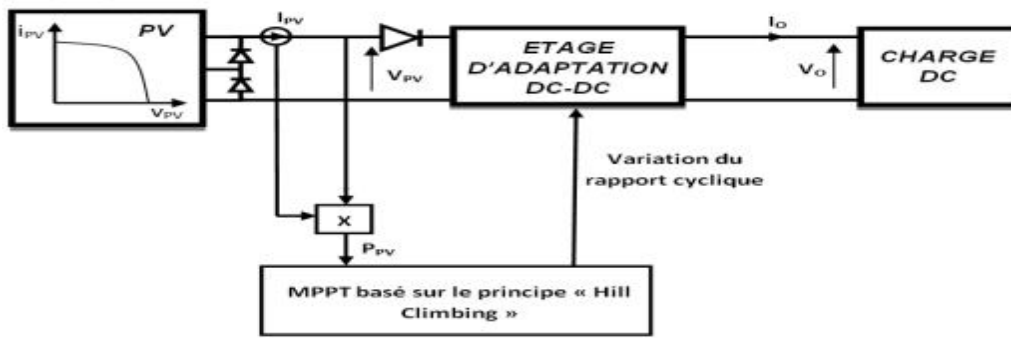 PV
iPV
VPV
IPV
VPV
ETAGE
D'ADAPTATION
DC-DC
IO
VO
CHARGE
DC
Variation du
rapport cyclique
X
PPV
MPPT basé sur le principe « Hill
Climbing »